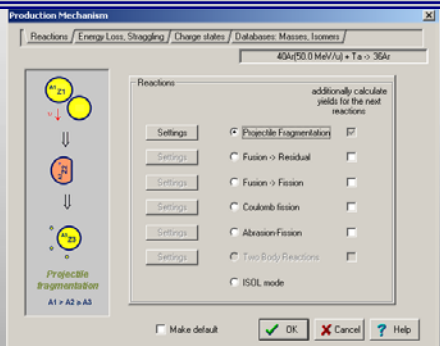 Production Mechanism
Reactions / Energy Loss, Straggling / Charge states / Databases: Masses, Isomers
40Ar(50.0 MeV/u) + Ta -> 36Ar
Reactions
additionally calculate
yields for the next
reactions
A1 Z1
Settings Projectile Fragmentation
Settings Fusion -> Residual
Settings Fusion -> Fission
Settings Coulomb fission
Settings Abrasion-Fission
Settings Two Body Reactions
ISOL mode
Projectile
fragmentation
A1 > A2 ≥ A3
Make default OK Cancel ? Help